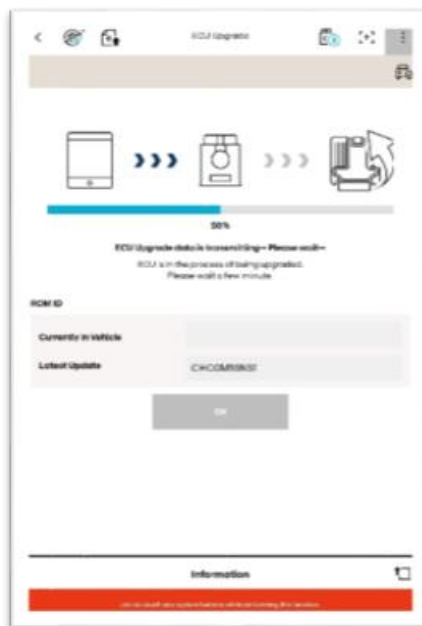 ECU Upgrade
50%
ECU Upgrade data is transmitting-- Please wait--
ECU is in the process of being upgraded.
Please wait a few minute
ROM ID
Currently in Vehicle
Latest Update
OK
Information